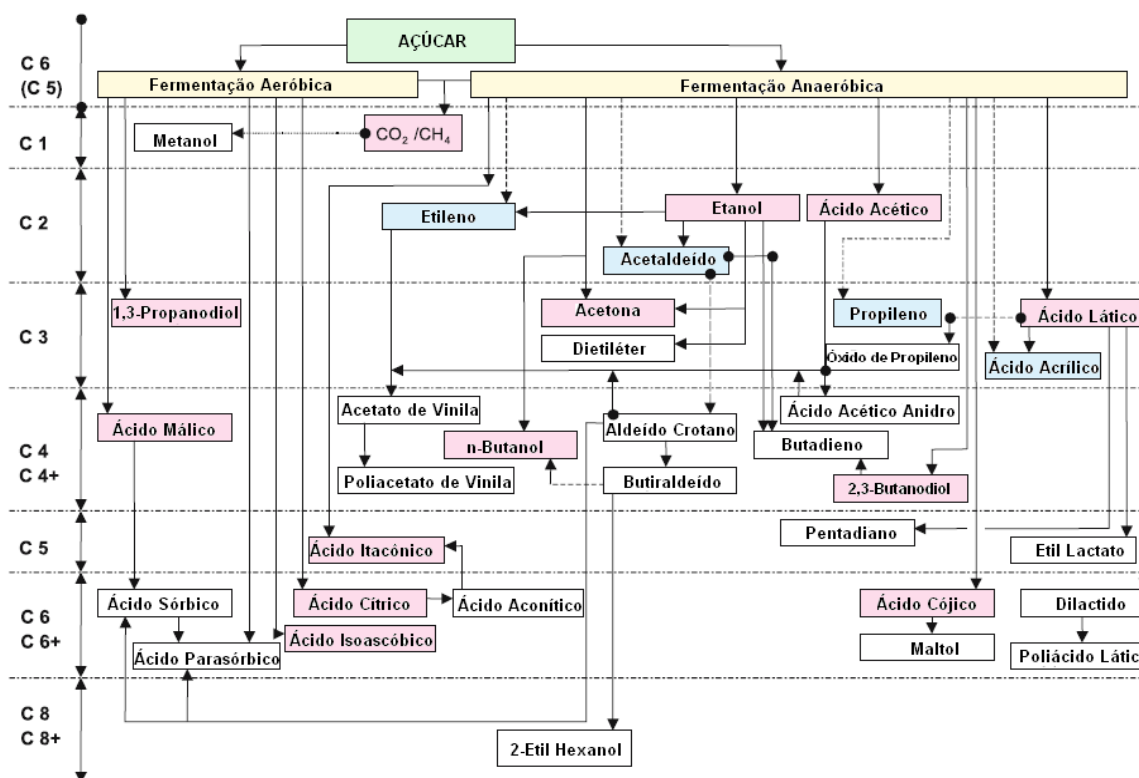 AÇÚCAR
C 6
(C 5)
Fermentação Aeróbica
Fermentação Anaeróbica
C 1
Metanol
CO₂ /CH₄
C 2
Etileno
Etanol
Ácido Acético
Acetaldeído
C 3
1,3-Propanodiol
Acetona
Propileno
Ácido Lático
Dietiléter
Óxido de Propileno
Ácido Acrílico
C 4
C 4+
Acetato de Vinila
Ácido Acético Anidro
Ácido Málico
n-Butanol
Aldeído Crotano
Butadieno
Poliacetato de Vinila
Butiraldeído
2,3-Butanodiol
C 5
Pentadiano
Ácido Itacônico
Etil Lactato
C 6
C 6+
Ácido Sórbico
Ácido Cítrico
Ácido Aconítico
Ácido Cójico
Dilactido
Ácido Isoascóbico
Ácido Parasórbico
Maltol
Poliácido Látic
C 8
C 8+
2-Etil Hexanol